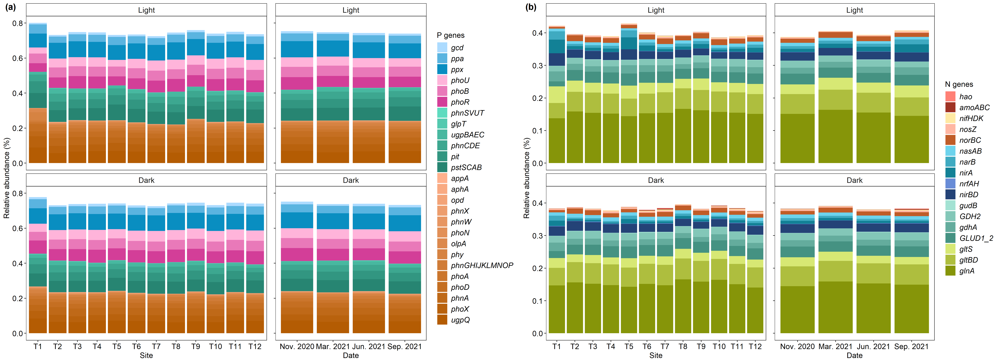 (a)
Light
Light
0.8
0.6
0.4
0.2
0.0
Dark
Dark
0.8
0.6
0.4
0.2
0.0
Relative abundance (%)
T1 T2 T3 T4 T5 T6 T7 T8 T9 T10 T11 T12
Site
Nov. 2020 Mar. 2021 Jun. 2021 Sep. 2021
Date
P genes
gcd
ppa
ppx
phoU
phoB
phoR
phnSVUT
glpT
ugpBAEC
phnCDE
pit
pstSCAB
appA
aphA
opd
phnX
phnW
phoN
olpA
phy
phnGHIJKLMNOP
phoA
phoD
phnA
phoX
ugpQ
(b)
Light
Light
0.4
0.3
0.2
0.1
0.0
Dark
Dark
0.4
0.3
0.2
0.1
0.0
Relative abundance (%)
T1 T2 T3 T4 T5 T6 T7 T8 T9 T10 T11 T12
Site
Nov. 2020 Mar. 2021 Jun. 2021 Sep. 2021
Date
N genes
hao
amoABC
nifHDK
nosZ
norBC
nasAB
narB
nirA
nrfAH
nirBD
gudB
GDH2
gdhA
GLUD1_2
gltS
gltBD
glnA